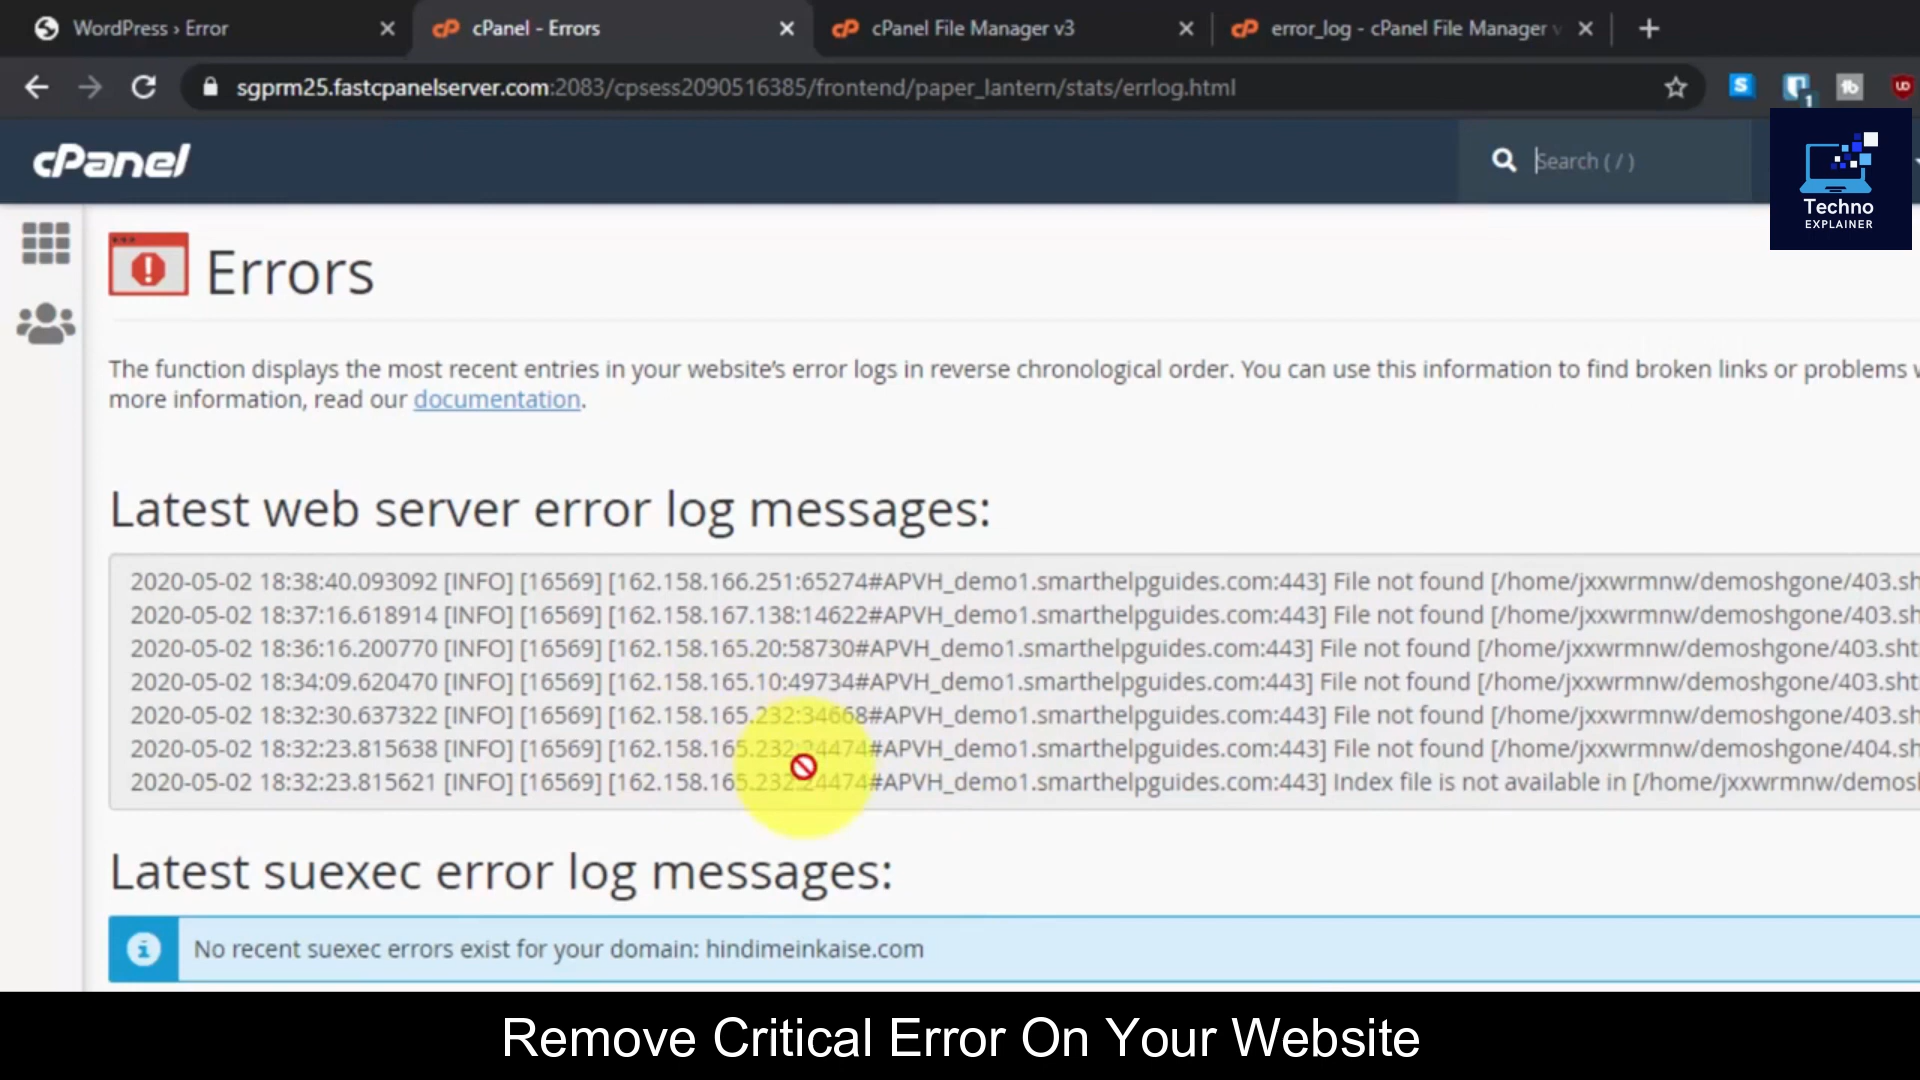 WordPress › Error
cPanel - Errors
cPanel File Manager v3
error_log - cPanel File Manager v
sgprm25.fastcpanelserver.com:2083/cpsess2090516385/frontend/paper_lantern/stats/errlog.html
S
1
tb
cPanel
Search ( / )
Techno
EXPLAINER
Errors
The function displays the most recent entries in your website's error logs in reverse chronological order. You can use this information to find broken links or problems
more information, read our documentation.
Latest web server error log messages:
2020-05-02 18:38:40.093092 [INFO] [16569] [162.158.166.251:65274#APVH_demo1.smarthelpguides.com:443] File not found [/home/jxxwrmnw/demoshgone/403.sh
2020-05-02 18:37:16.618914 [INFO] [16569] [162.158.167.138:14622#APVH_demo1.smarthelpguides.com:443] File not found [/home/jxxwrmnw/demoshgone/403.sh
2020-05-02 18:36:16.200770 [INFO] [16569] [162.158.165.20:58730#APVH_demo1.smarthelpguides.com:443] File not found [/home/jxxwrmnw/demoshgone/403.sht
2020-05-02 18:34:09.620470 [INFO] [16569] [162.158.165.10:49734#APVH_demo1.smarthelpguides.com:443] File not found [/home/jxxwrmnw/demoshgone/403.sht
2020-05-02 18:32:30.637322 [INFO] [16569] [162.158.165.232:34668#APVH_demo1.smarthelpguides.com:443] File not found [/home/jxxwrmnw/demoshgone/403.s
2020-05-02 18:32:23.815638 [INFO] [16569] [162.158.165.232:24474#APVH_demo1.smarthelpguides.com:443] File not found [/home/jxxwrmnw/demoshgone/404.s
2020-05-02 18:32:23.815621 [INFO] [16569] [162.158.165.232:24474#APVH_demo1.smarthelpguides.com:443] Index file is not available in [/home/jxxwrmnw/demosl
Latest suexec error log messages:
No recent suexec errors exist for your domain: hindimeinkaise.com
Remove Critical Error On Your Website